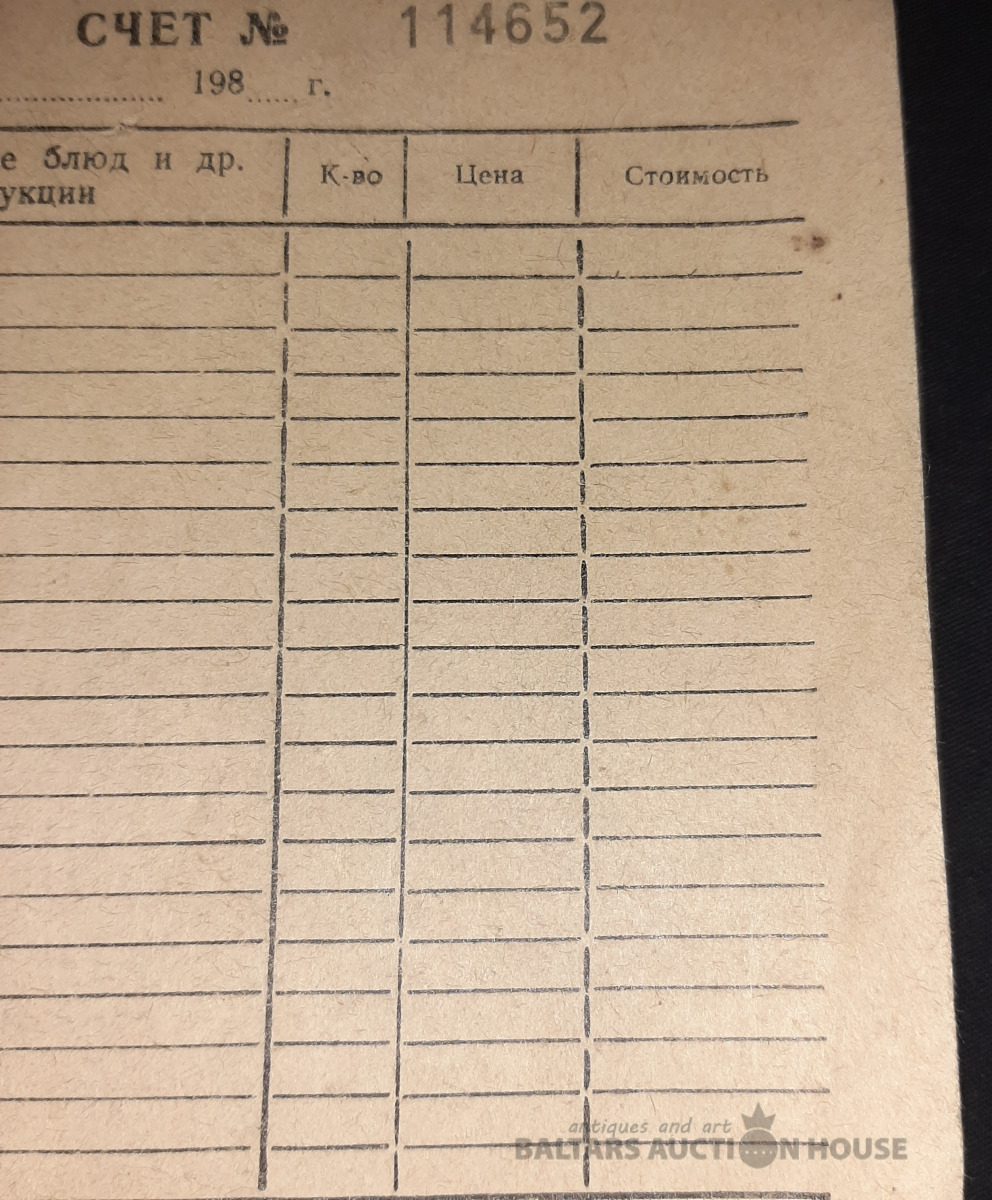 СЧЕТ № 114652
198 г.
е блюд и др.
укции
К-во
Цена
Стоимость
antiques and art
BALTARS AUCTION HOUSE